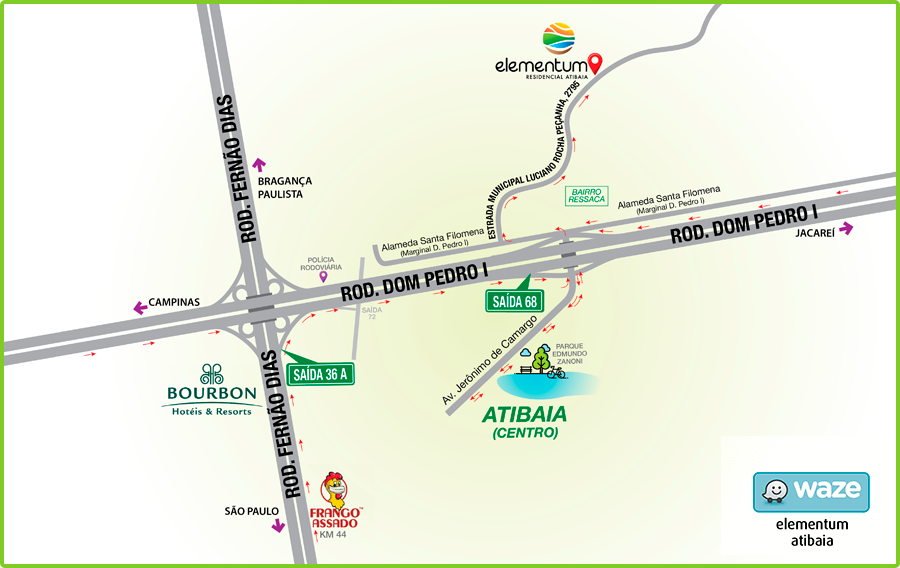 elementum
RESIDENCIAL ATIBAIA
ESTRADA MUNICIPAL LUCIANO ROCHA PEÇANHA, 2795
ROD. FERNÃO DIAS
BRAGANÇA
PAULISTA
BAIRRO
RESSACA
Alameda Santa Filomena
(Marginal D. Pedro I)
Alameda Santa Filomena
(Marginal D. Pedro I)
ROD. DOM PEDRO I
JACAREÍ
POLÍCIA
RODOVIÁRIA
ROD. DOM PEDRO I
CAMPINAS
SAÍDA 68
SAÍDA
72
Av. Jerônimo de Camargo
PARQUE
EDMUNDO
ZANONI
SAÍDA 36 A
BOURBON
Hotéis & Resorts
ROD. FERNÃO DIAS
ATIBAIA
(CENTRO)
SÃO PAULO
FRANGO
ASSADO
KM 44
waze
elementum
atibaia